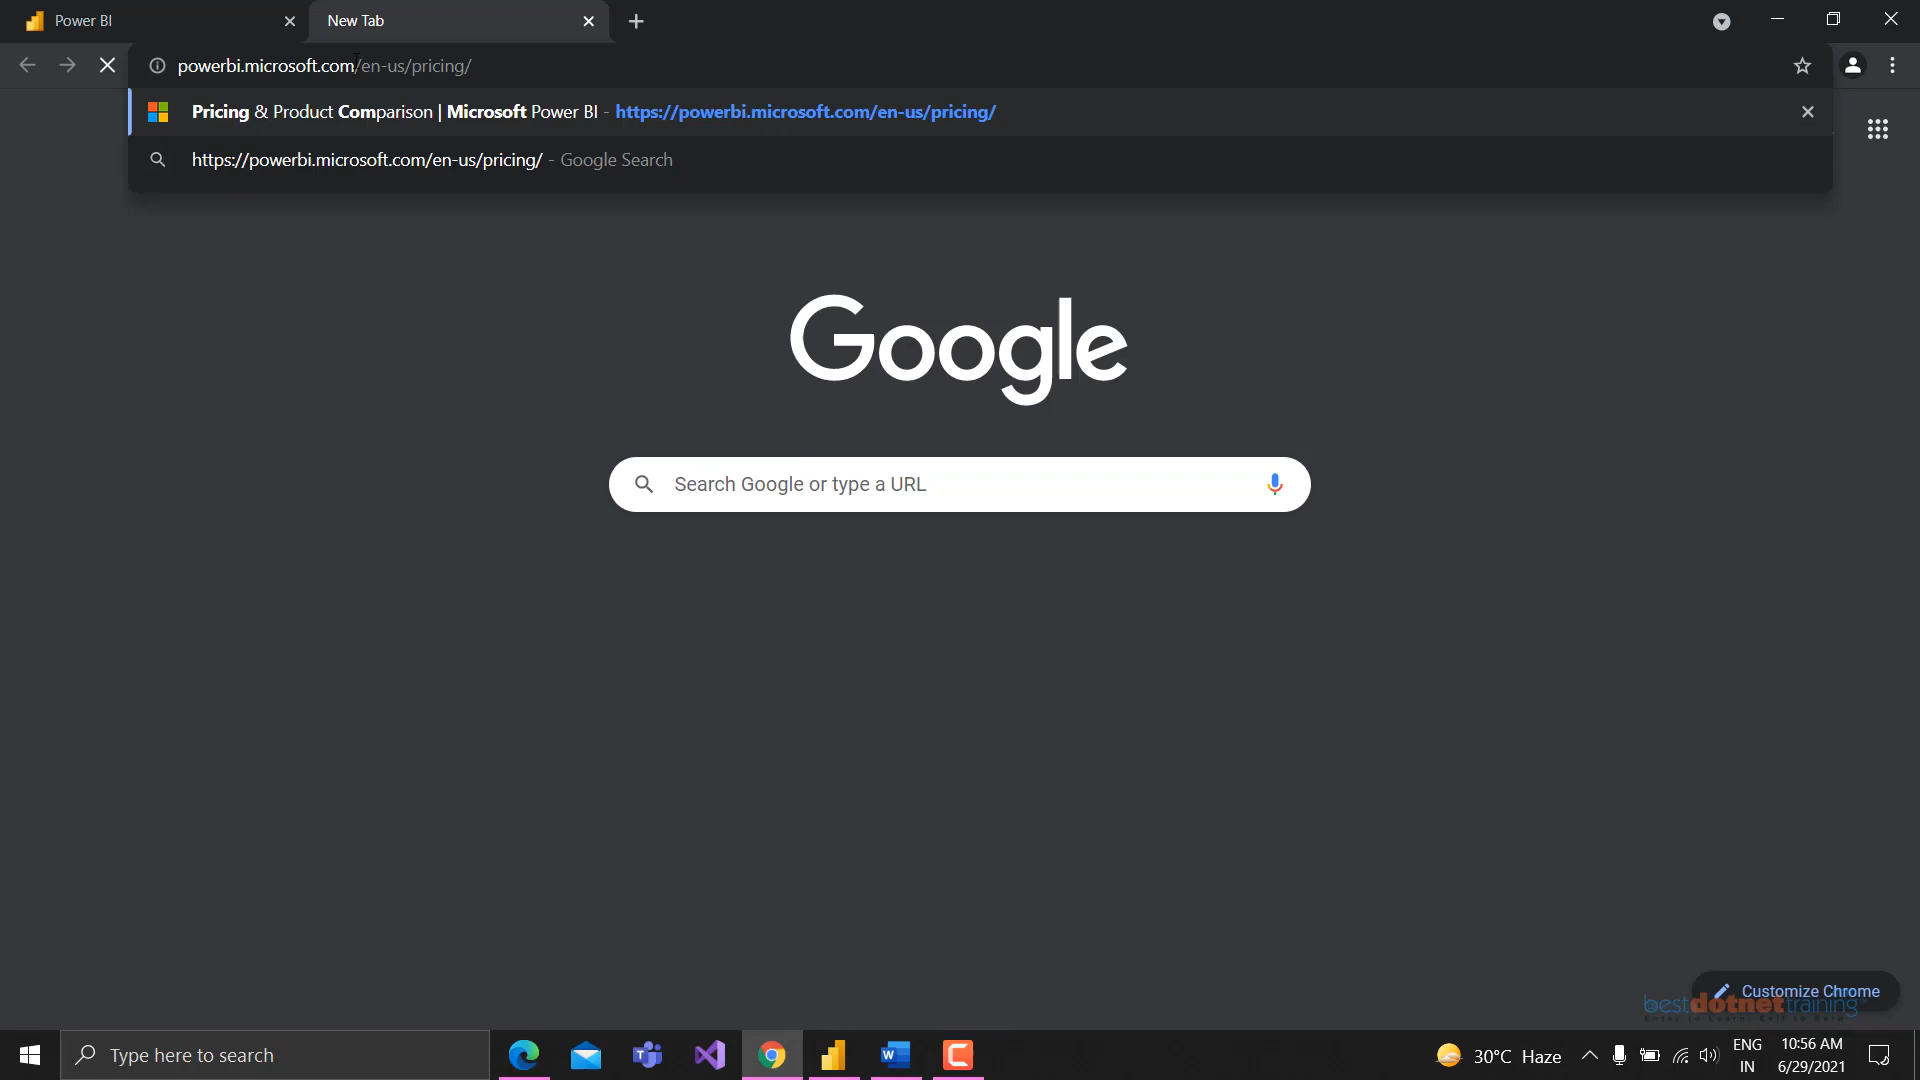 Power BI
New Tab
powerbi.microsoft.com/en-us/pricing/
Pricing & Product Comparison | Microsoft Power BI - https://powerbi.microsoft.com/en-us/pricing/
https://powerbi.microsoft.com/en-us/pricing/ - Google Search
Google
Search Google or type a URL
Customize Chrome
bestdotnettraining
Type here to search
30°C Haze
ENG
IN
10:56 AM
6/29/2021